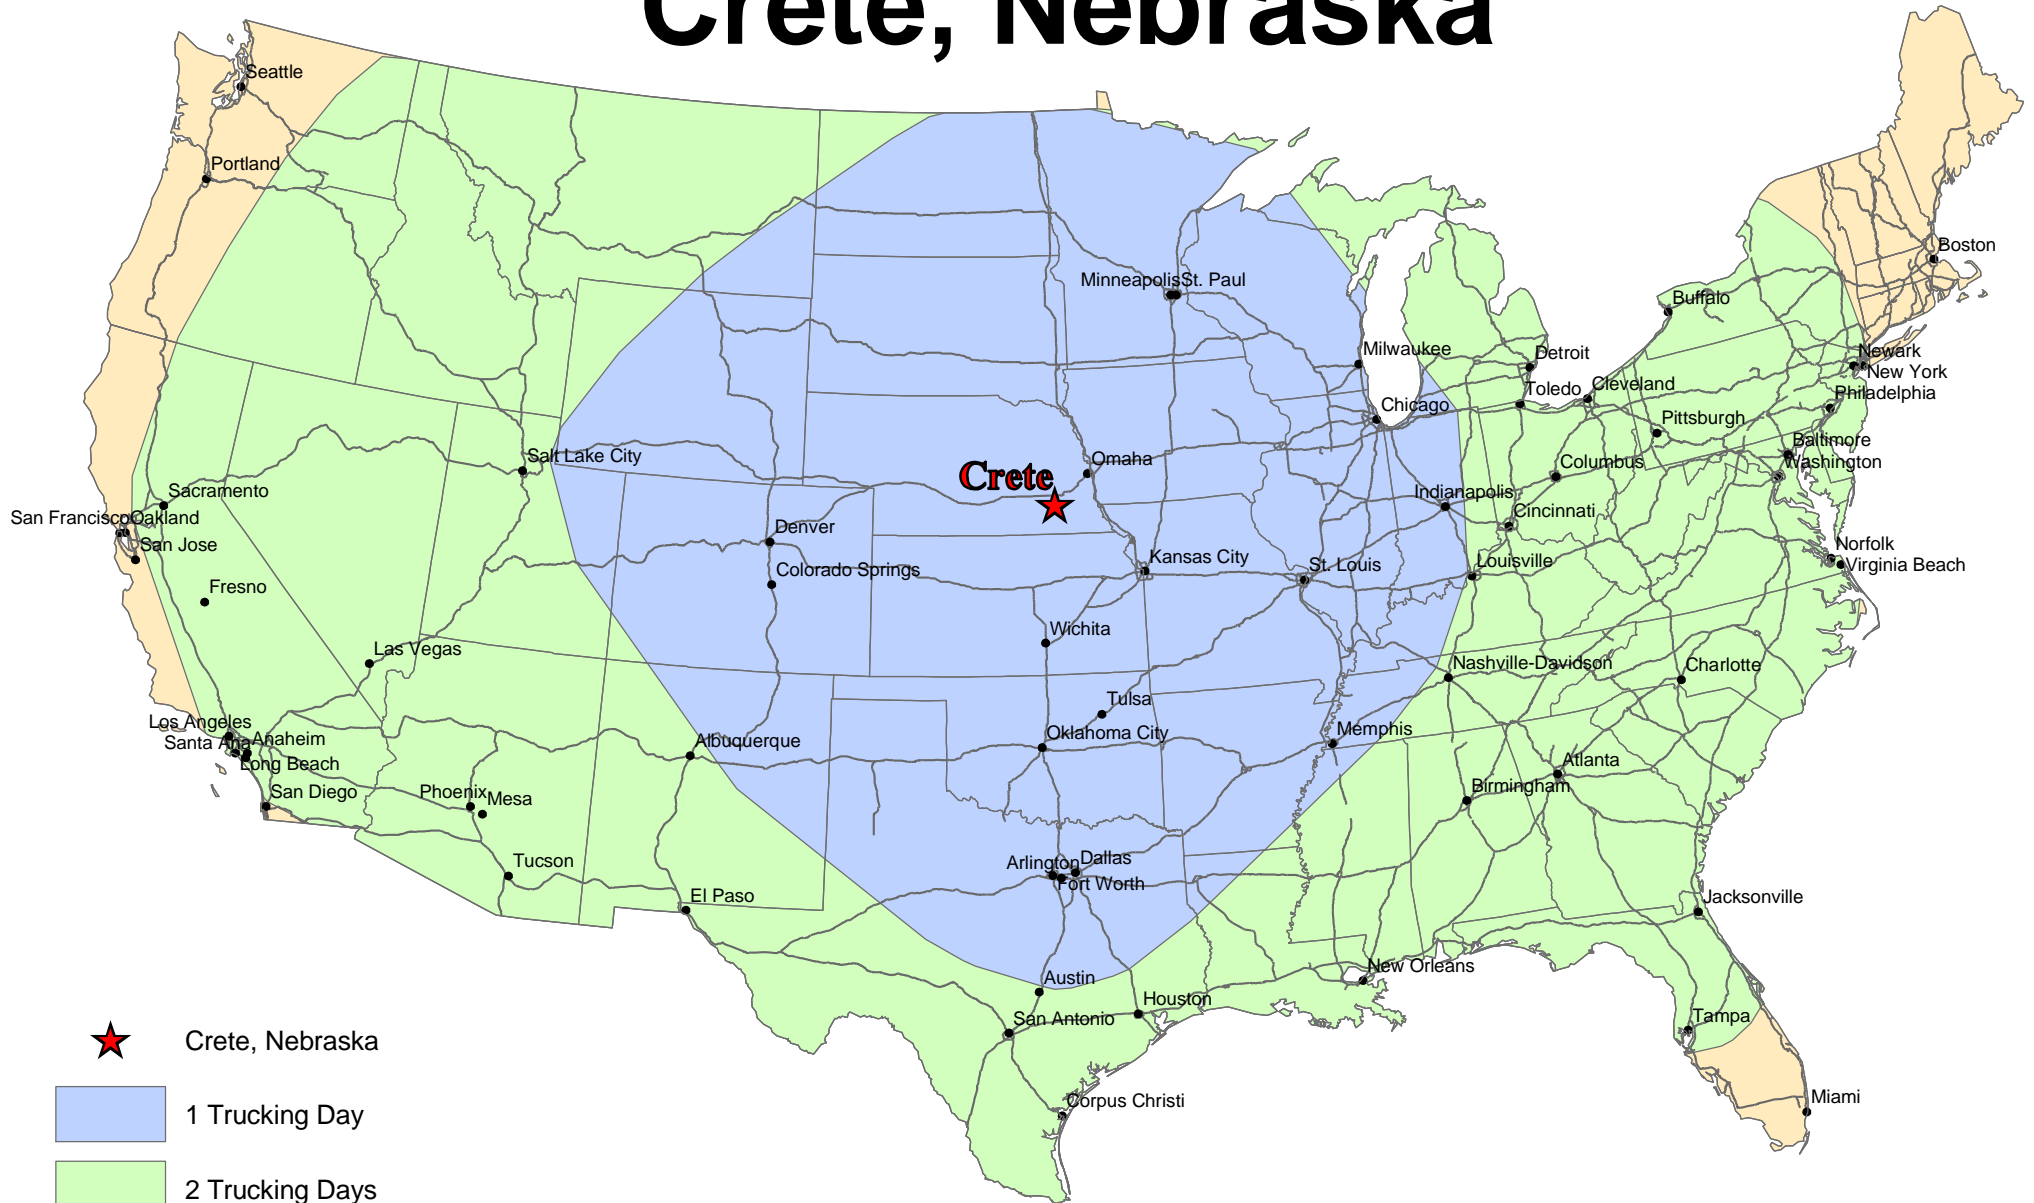 Crete, Nebraska
Seattle
Portland
Boston
Minneapolis St. Paul
Buffalo
Milwaukee
Detroit
Newark
New York
Toledo
Cleveland
Philadelphia
Chicago
Pittsburgh
Baltimore
Salt Lake City
Omaha
Columbus
Washington
Crete
Sacramento
Indianapolis
Cincinnati
San Francisco Oakland
San Jose
Denver
Norfolk
Colorado Springs
Kansas City
St. Louis
Louisville
Virginia Beach
Fresno
Wichita
Las Vegas
Nashville-Davidson
Charlotte
Tulsa
Los Angeles
Santa Ana
Anaheim
Albuquerque
Oklahoma City
Memphis
Long Beach
Atlanta
San Diego
Phoenix
Mesa
Birmingham
Tucson
Arlington
Dallas
Fort Worth
El Paso
Jacksonville
Austin
New Orleans
Houston
San Antonio
Tampa
Crete, Nebraska
Corpus Christi
Miami
1 Trucking Day
2 Trucking Days